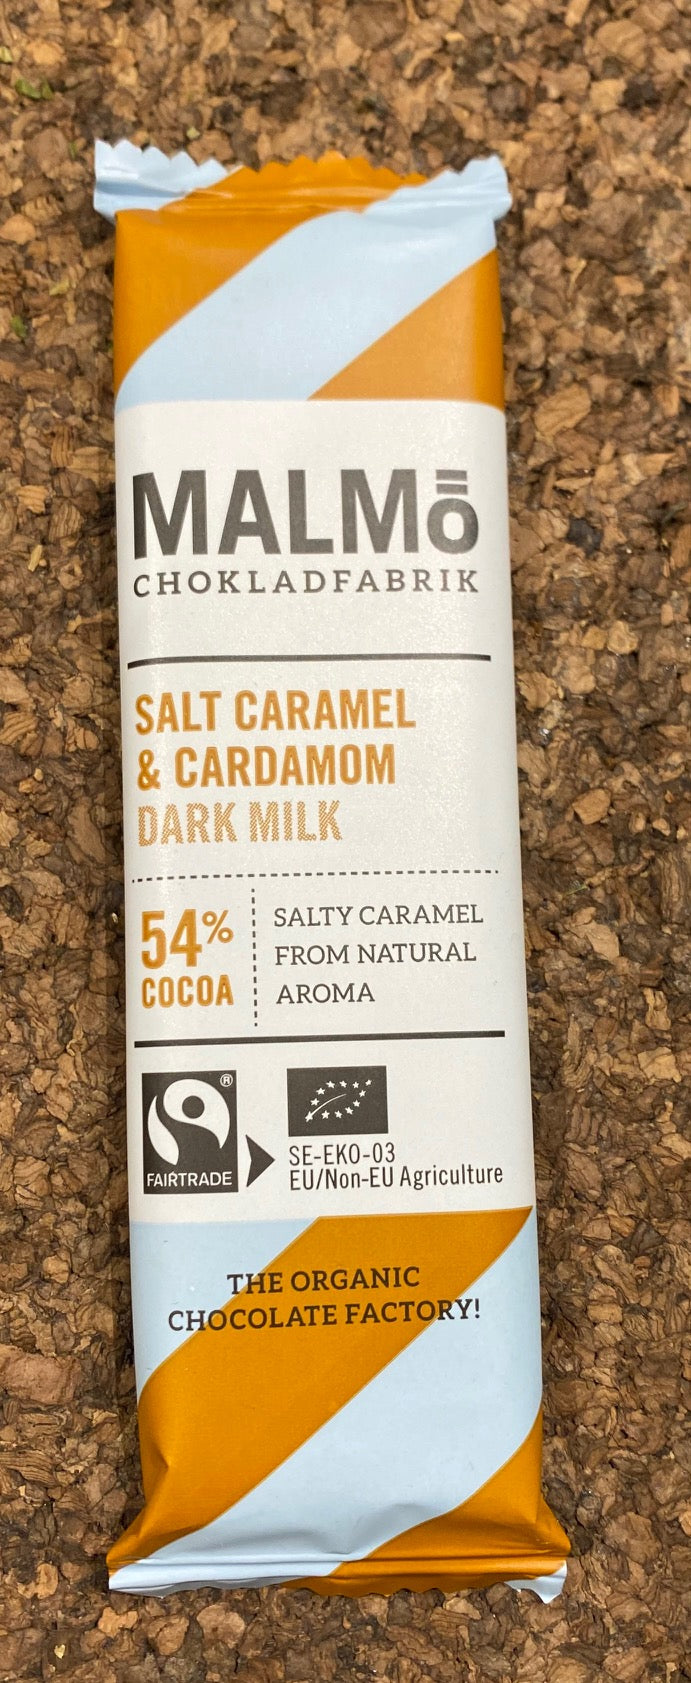 MALMÖ
CHOKLADFABRIK
SALT CARAMEL
& CARDAMOM
DARK MILK
54%
COCOA
SALTY CARAMEL
FROM NATURAL
AROMA
®
FAIRTRADE
SE-EKO-03
EU/Non-EU Agriculture
THE ORGANIC
CHOCOLATE FACTORY!